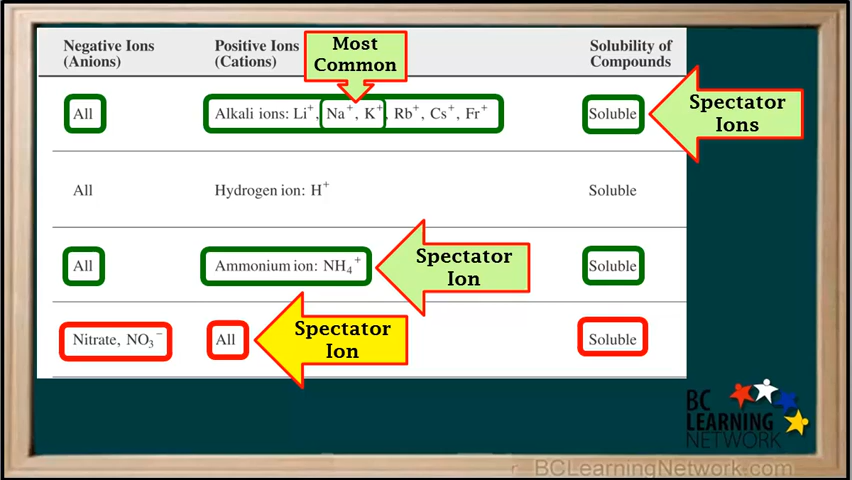 Negative Ions
(Anions)
Positive Ions
(Cations)
Most
Common
Solubility of
Compounds
All
Alkali ions: Li⁺, Na⁺, K⁺, Rb⁺, Cs⁺, Fr⁺
Soluble
Spectator
Ions
All
Hydrogen ion: H⁺
Soluble
All
Ammonium ion: NH₄⁺
Spectator
Ion
Soluble
Nitrate, NO₃⁻
All
Spectator
Ion
Soluble
BC
LEARNING
NETWORK
BCLearningNetwork.com